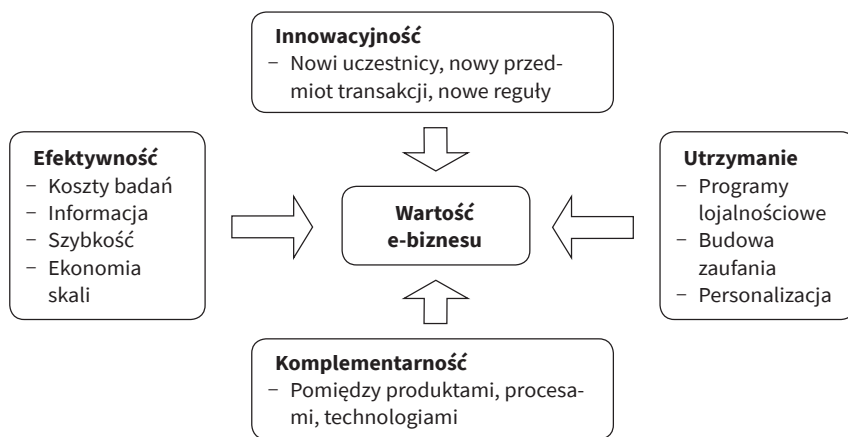 Innowacyjność
– Nowi uczestnicy, nowy przed-
miot transakcji, nowe reguły
Efektywność
– Koszty badań
– Informacja
– Szybkość
– Ekonomia
skali
Wartość
e-biznesu
Utrzymanie
– Programy
lojalnościowe
– Budowa
zaufania
– Personalizacja
Komplementarność
– Pomiędzy produktami, procesa-
mi, technologiami